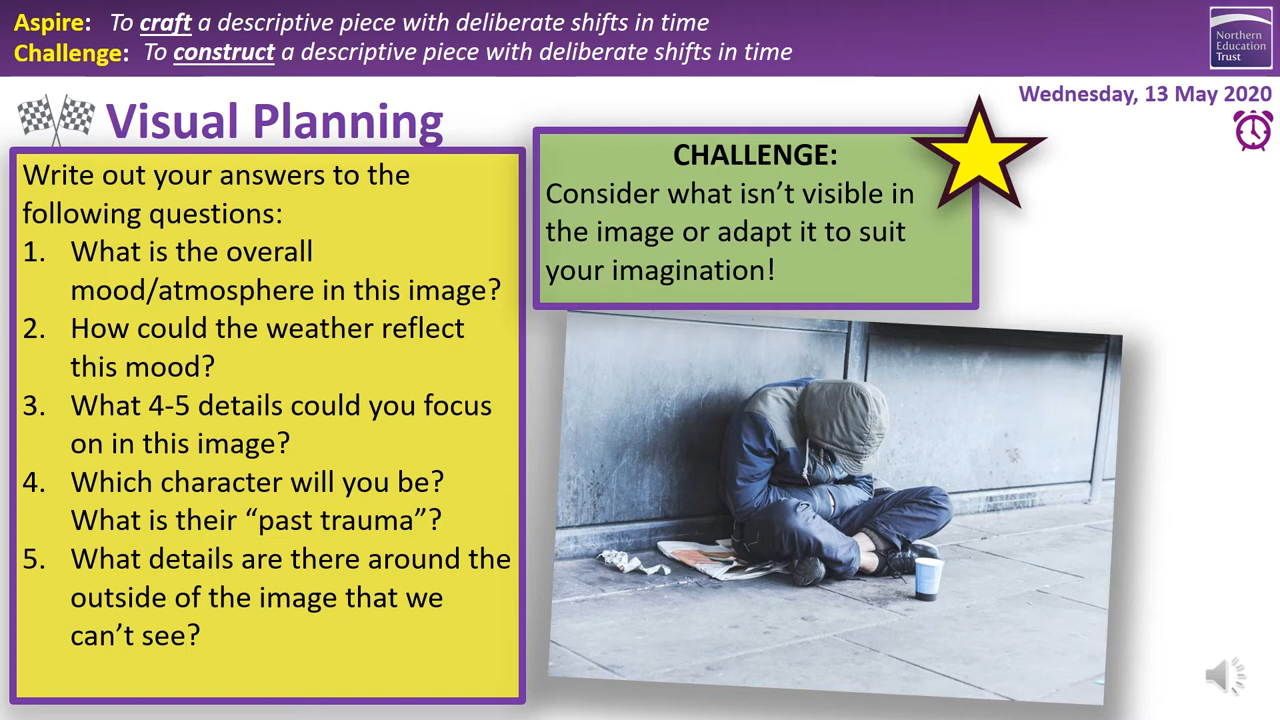 Aspire: To craft a descriptive piece with deliberate shifts in time
Challenge: To construct a descriptive piece with deliberate shifts in time
Northern
Education
Trust
Wednesday, 13 May 2020
Visual Planning
Write out your answers to the
following questions:
1. What is the overall
mood/atmosphere in this image?
2. How could the weather reflect
this mood?
3. What 4-5 details could you focus
on in this image?
4. Which character will you be?
What is their “past trauma”?
5. What details are there around the
outside of the image that we
can’t see?
CHALLENGE:
Consider what isn’t visible in
the image or adapt it to suit
your imagination!